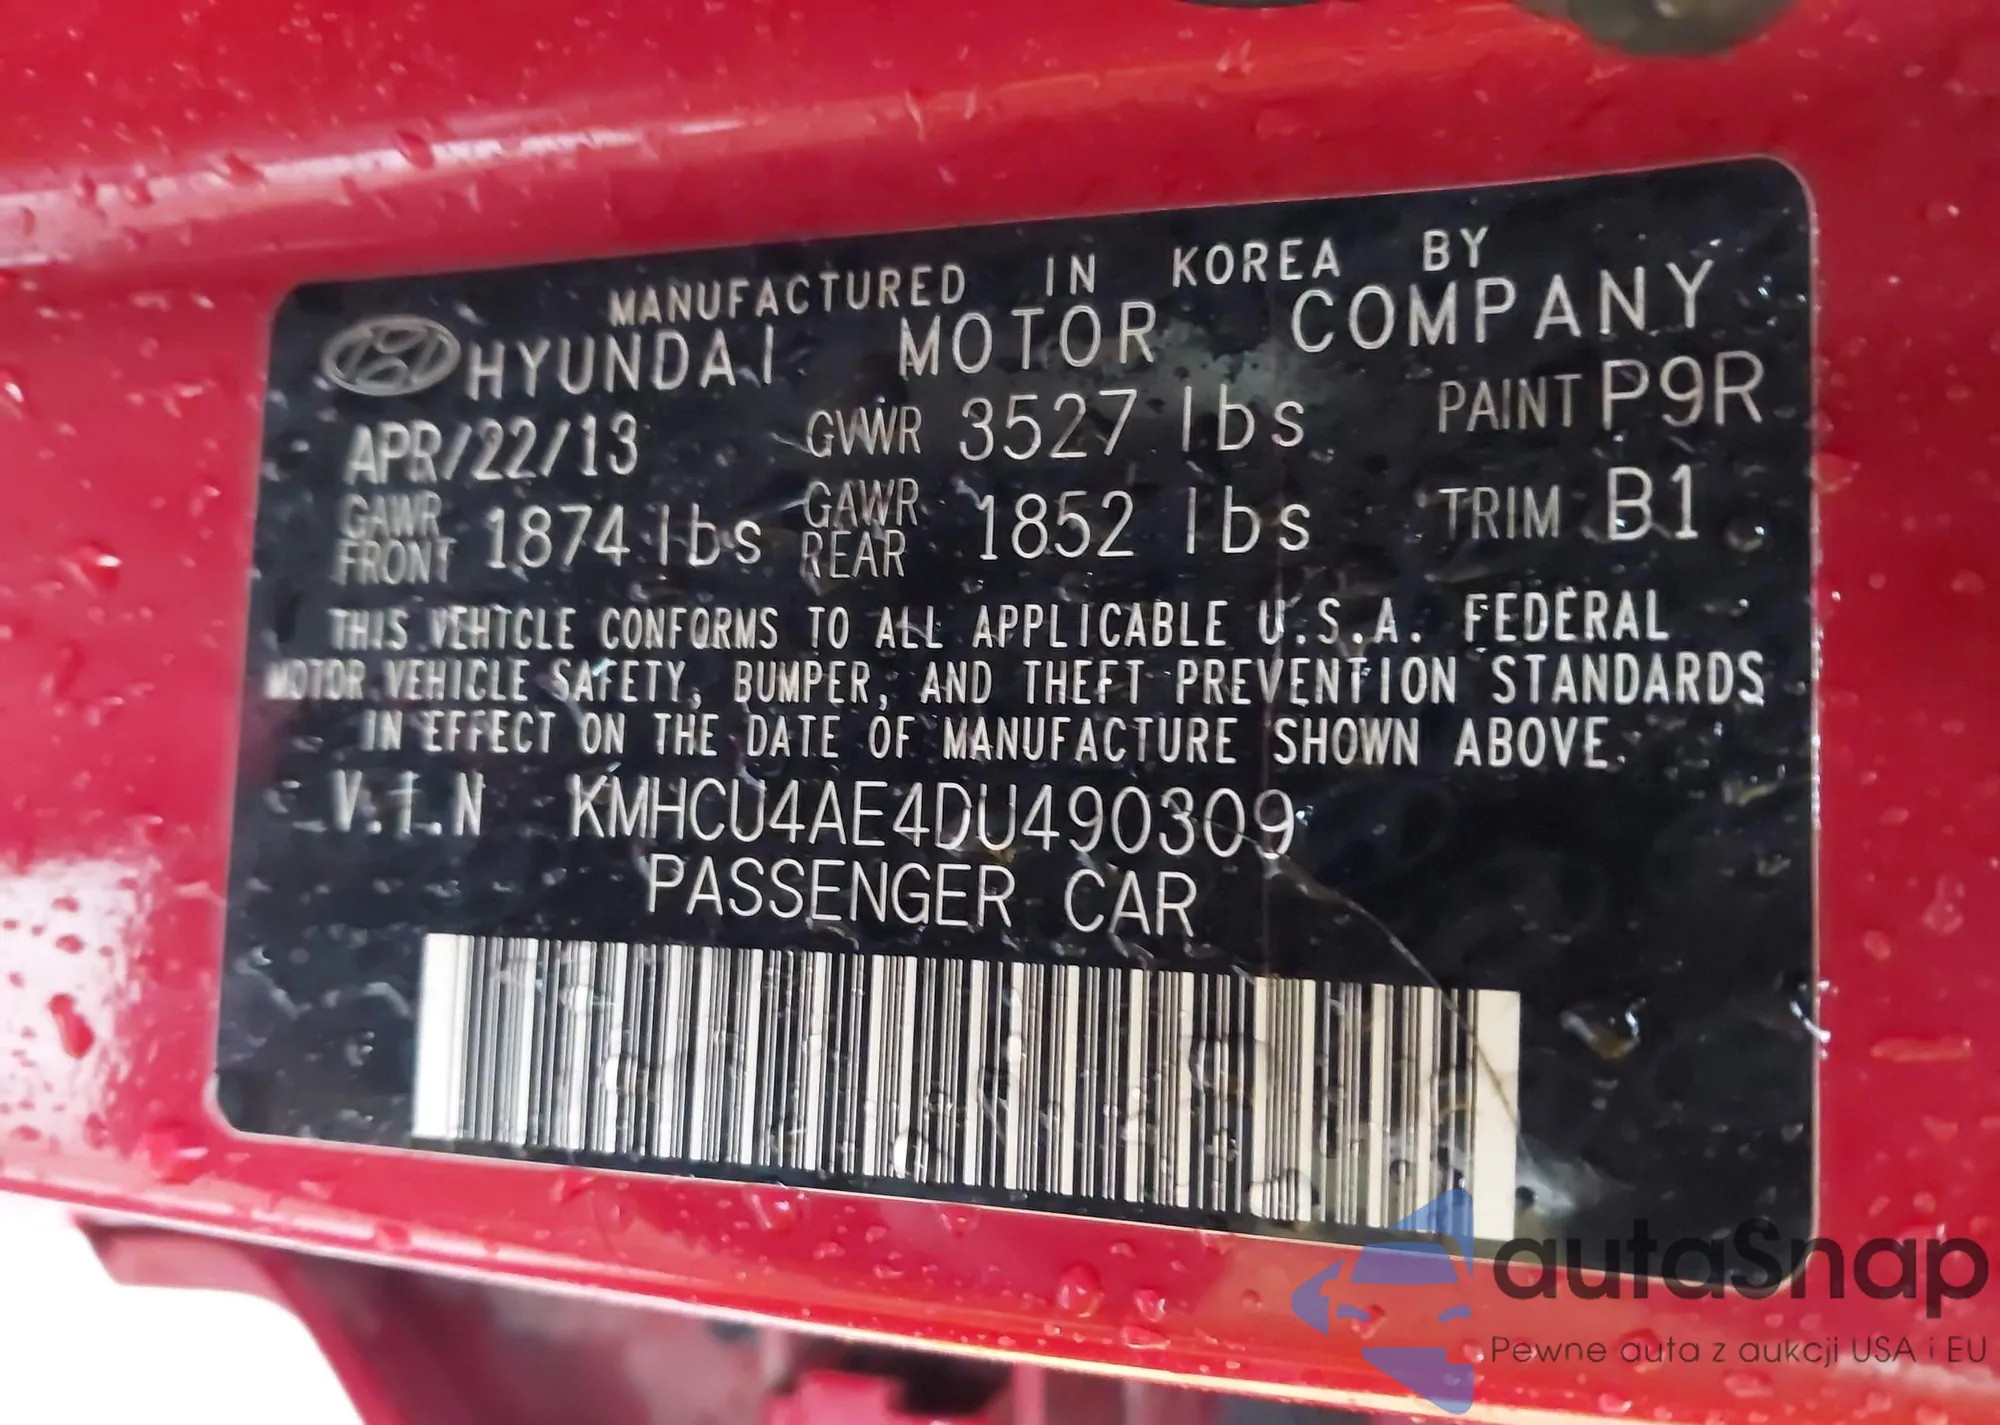 MANUFACTURED IN KOREA BY
HYUNDAI MOTOR COMPANY
APR/22/13 GVWR 3527 lbs PAINT P9R
GAWR FRONT 1874 lbs GAWR REAR 1852 lbs TRIM B1
THIS VEHICLE CONFORMS TO ALL APPLICABLE U.S.A. FEDERAL
MOTOR VEHICLE SAFETY, BUMPER, AND THEFT PREVENTION STANDARDS
IN EFFECT ON THE DATE OF MANUFACTURE SHOWN ABOVE.
V.I.N KMHCU4AE4DU490309
PASSENGER CAR
autaSnap
Pewne auta z aukcji USA i EU